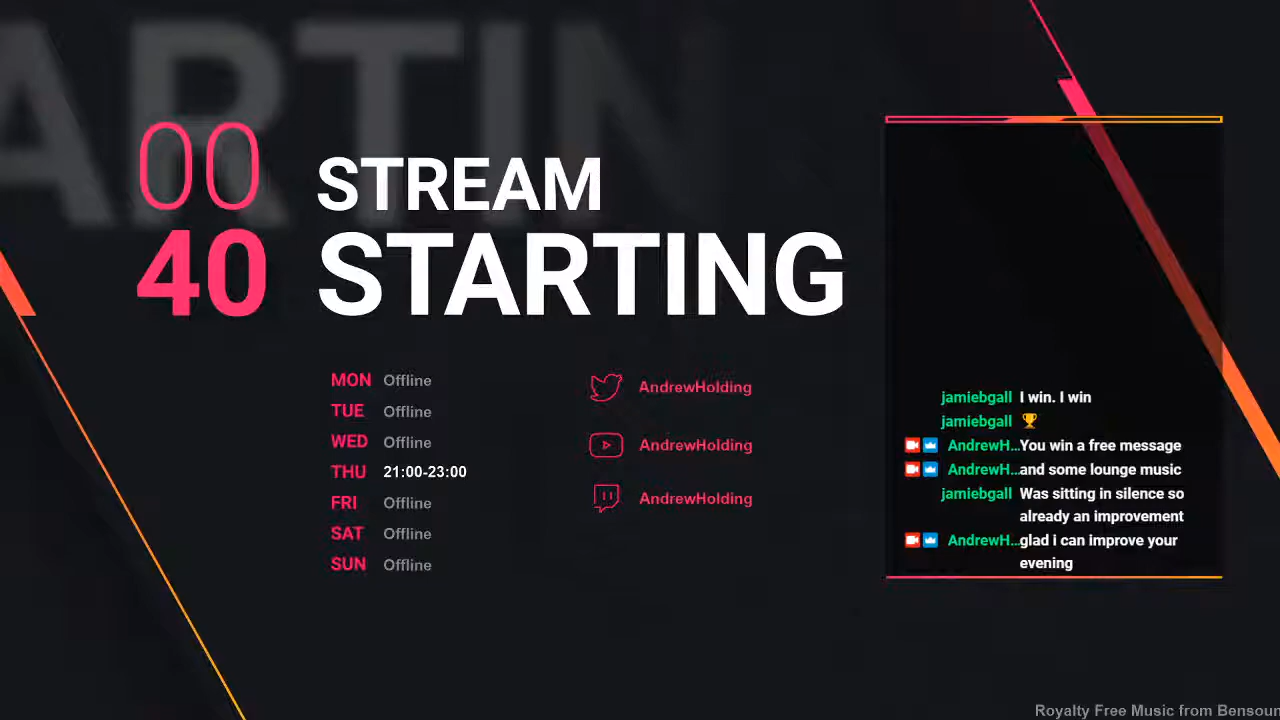 ARTIN
00
40
STREAM
STARTING
MON Offline
TUE Offline
WED Offline
THU 21:00-23:00
FRI Offline
SAT Offline
SUN Offline
AndrewHolding
AndrewHolding
AndrewHolding
jamiebgall I win. I win
jamiebgall 🏆
AndrewH...You win a free message
AndrewH...and some lounge music
jamiebgall Was sitting in silence so
already an improvement
AndrewH...glad i can improve your
evening
Royalty Free Music from Bensoun